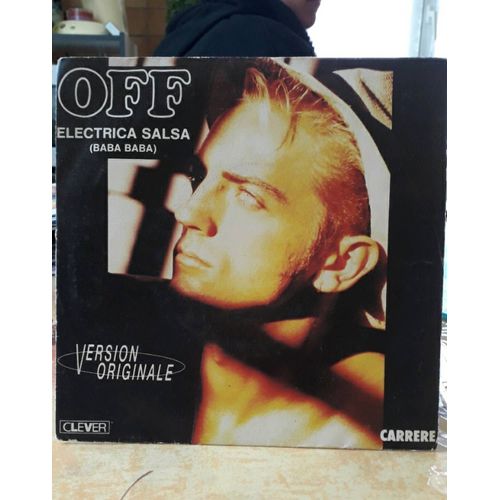 OFF
ELECTRICA SALSA
(BABA BABA)
VERSION
ORIGINALE
CLEVER
CARRERE